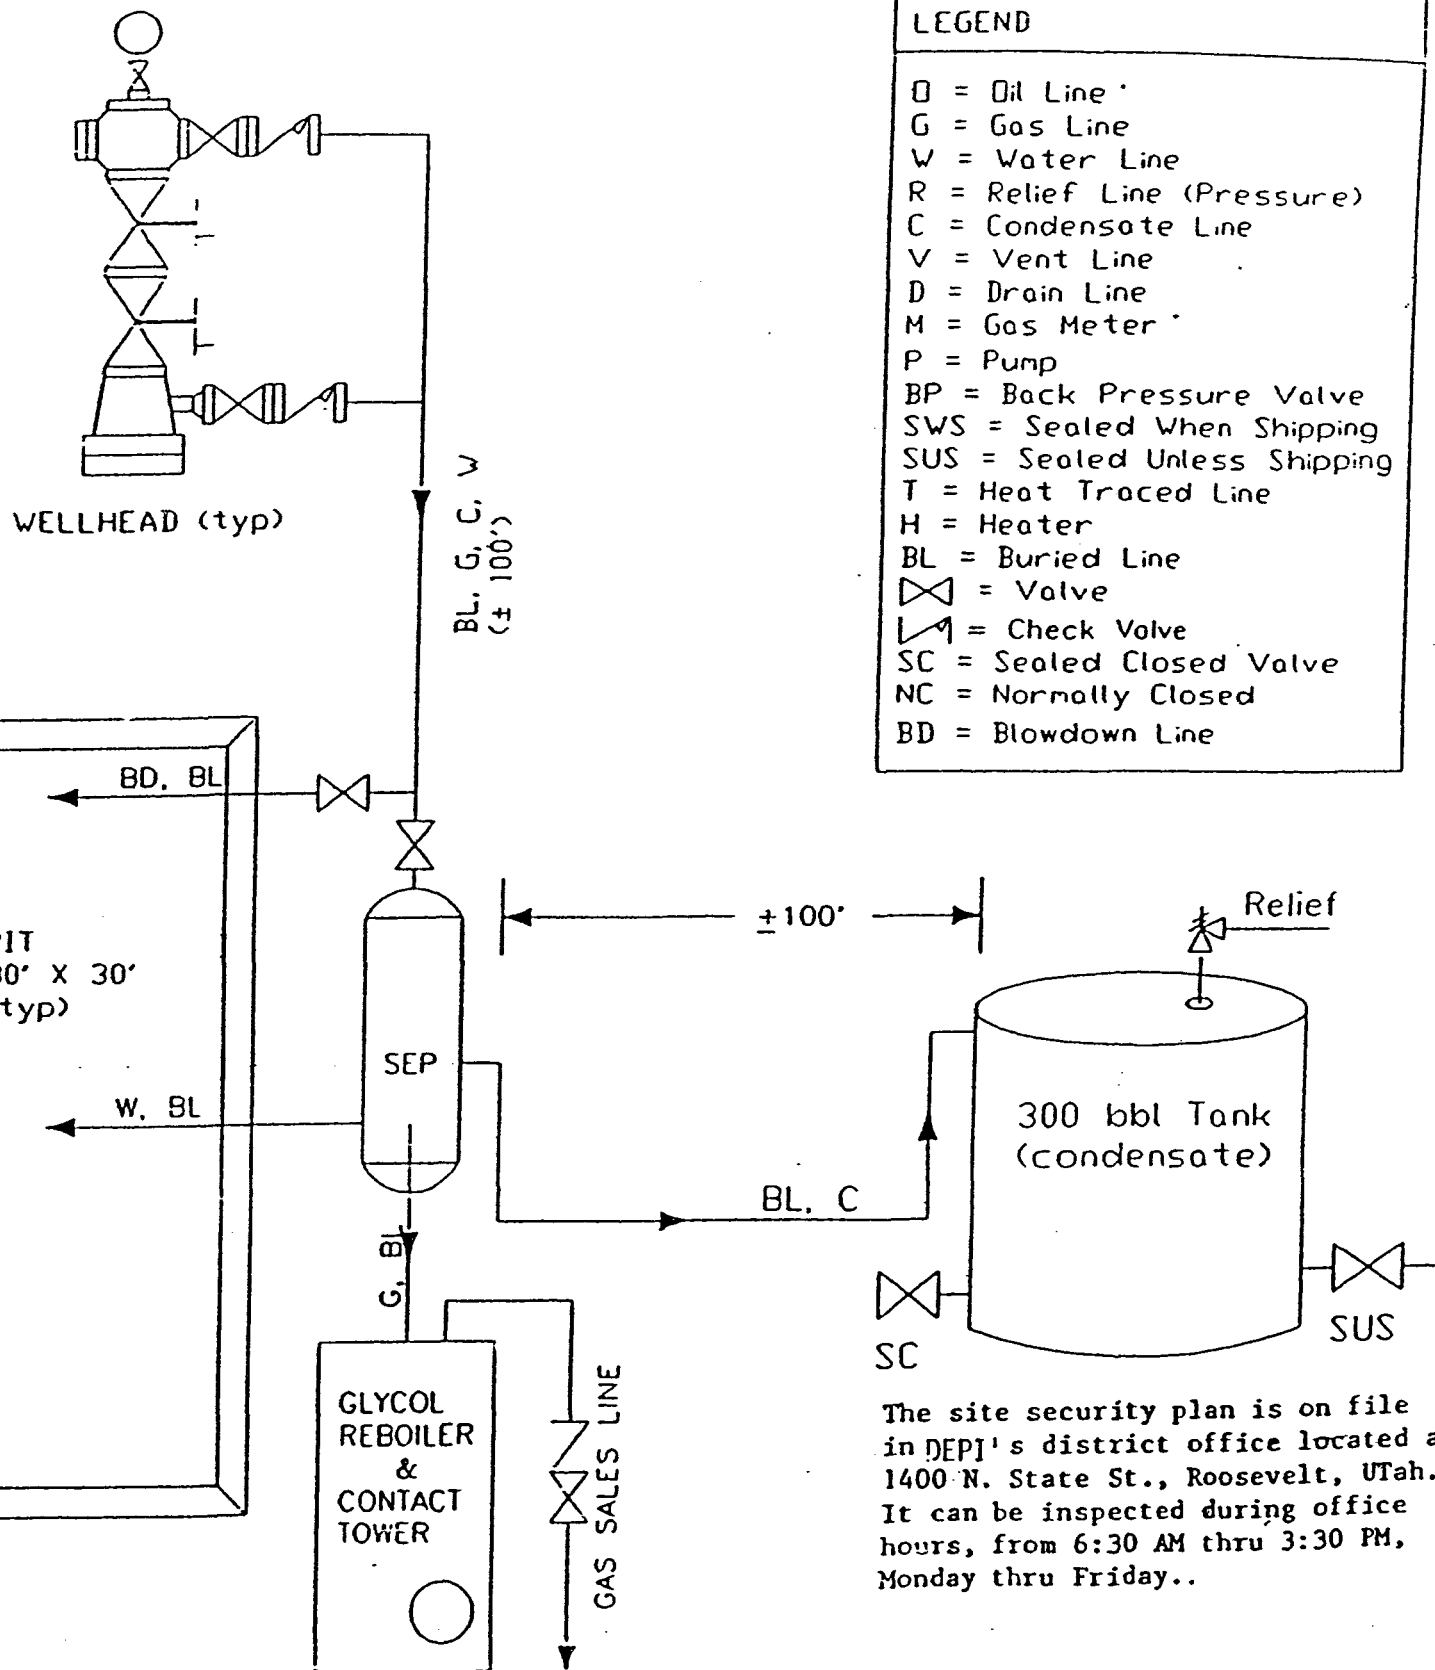 LEGEND
O = Oil Line
G = Gas Line
W = Water Line
R = Relief Line (Pressure)
C = Condensate Line
V = Vent Line
D = Drain Line
M = Gas Meter
P = Pump
BP = Back Pressure Valve
SWS = Sealed When Shipping
SUS = Sealed Unless Shipping
T = Heat Traced Line
H = Heater
BL = Buried Line
= Valve
= Check Valve
SC = Sealed Closed Valve
NC = Normally Closed
BD = Blowdown Line
WELLHEAD (typ)
BL, G, C, W
(± 100')
BD, BL
±100'
Relief
PIT
30' X 30'
typ)
SEP
W, BL
300 bbl Tank
(condensate)
BL, C
G, BL
SC
SUS
GLYCOL
REBOILER
&
CONTACT
TOWER
GAS SALES LINE
The site security plan is on file
in DEPI's district office located a
1400 N. State St., Roosevelt, UTah.
It can be inspected during office
hours, from 6:30 AM thru 3:30 PM,
Monday thru Friday..